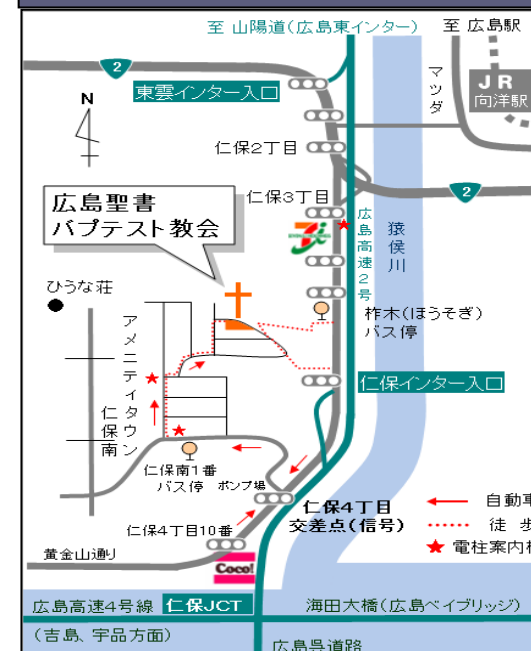 至 山陽道(広島東インター)
至 広島駅
2
マツダ
JR
向洋駅
東雲インター入口
N
仁保2丁目
仁保3丁目
2
広島聖書
バプテスト教会
広島高速2号
猿侯川
ひうな荘
柞木(ほうそぎ)
バス停
アメニティタウン
仁保南
仁保インター入口
仁保南1番
バス停
ポンプ場
仁保4丁目
交差点(信号)
自動車
徒 歩
電柱案内
仁保4丁目10番
黄金山通り
Coco!
広島高速4号線
仁保JCT
海田大橋(広島ベイブリッジ)
(吉島、宇品方面)
広島呉道路